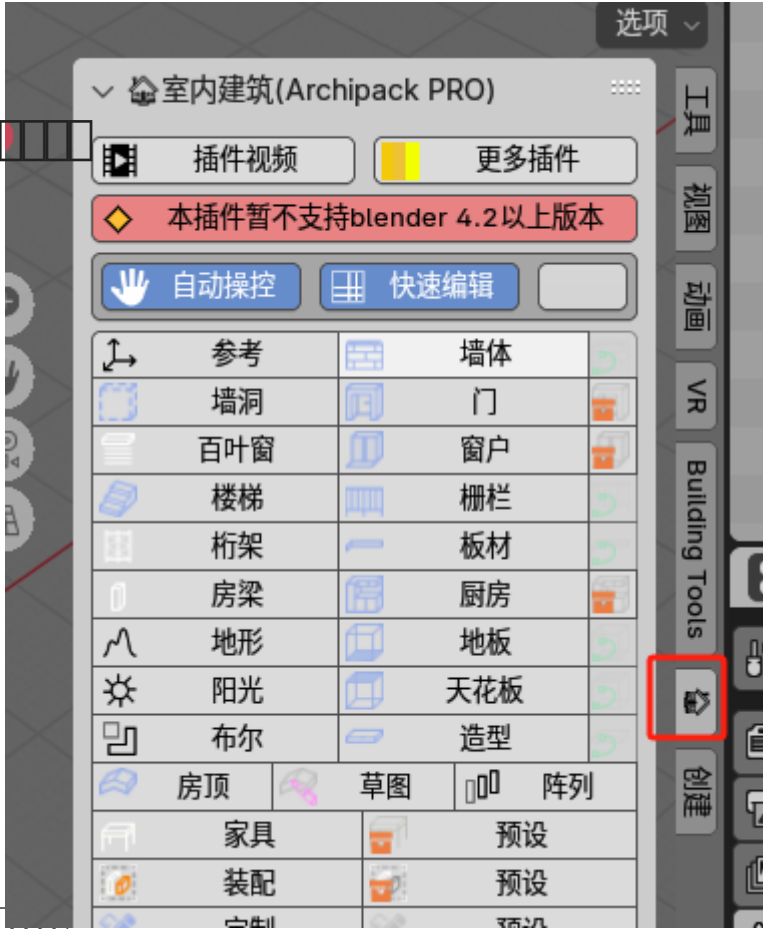 选项
室内建筑(Archipack PRO)
插件视频 更多插件
本插件暂不支持blender 4.2以上版本
自动操控 快速编辑
参考 墙体
墙洞 门
百叶窗 窗户
楼梯 栅栏
桁架 板材
房梁 厨房
地形 地板
阳光 天花板
布尔 造型
房顶 草图 阵列
家具 预设
装配 预设
定制 预设
工具
视图
动画
VR
Building Tools
创建